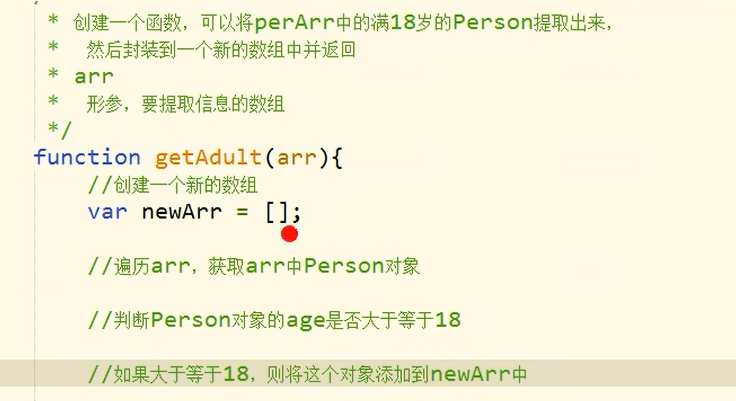 * 创建一个函数，可以将perArr中的满18岁的Person提取出来，
* 然后封装到一个新的数组中并返回
* arr
* 形参，要提取信息的数组
*/
function getAdult(arr){
//创建一个新的数组
var newArr = [];
//遍历arr，获取arr中Person对象
//判断Person对象的age是否大于等于18
//如果大于等于18，则将这个对象添加到newArr中